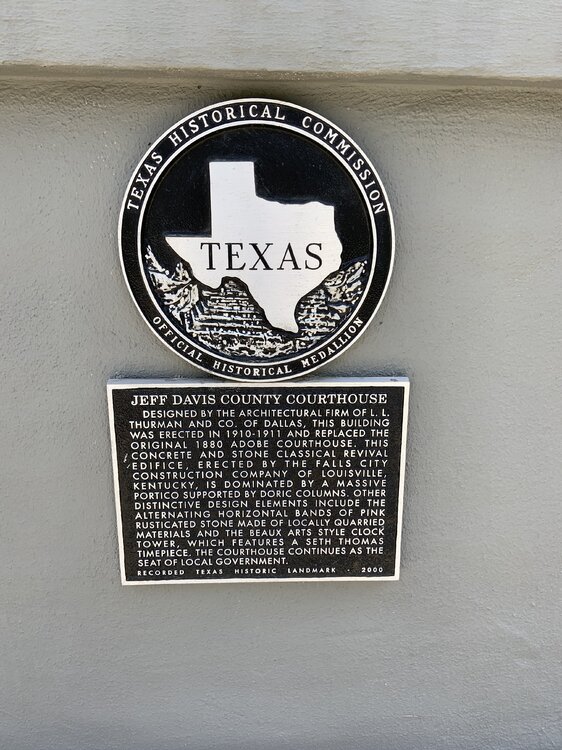 TEXAS HISTORICAL COMMISSION
TEXAS
OFFICIAL HISTORICAL MEDALLION
JEFF DAVIS COUNTY COURTHOUSE
DESIGNED BY THE ARCHITECTURAL FIRM OF L. L.
THURMAN AND CO. OF DALLAS, THIS BUILDING
WAS ERECTED IN 1910-1911 AND REPLACED THE
ORIGINAL 1880 ADOBE COURTHOUSE. THIS
CONCRETE AND STONE CLASSICAL REVIVAL
EDIFICE, ERECTED BY THE FALLS CITY
CONSTRUCTION COMPANY OF LOUISVILLE,
KENTUCKY, IS DOMINATED BY A MASSIVE
PORTICO SUPPORTED BY DORIC COLUMNS. OTHER
DISTINCTIVE DESIGN ELEMENTS INCLUDE THE
ALTERNATING HORIZONTAL BANDS OF PINK
RUSTICATED STONE MADE OF LOCALLY QUARRIED
MATERIALS AND THE BEAUX ARTS STYLE CLOCK
TOWER, WHICH FEATURES A SETH THOMAS
TIMEPIECE. THE COURTHOUSE CONTINUES AS THE
SEAT OF LOCAL GOVERNMENT.
RECORDED TEXAS HISTORIC LANDMARK · 2000